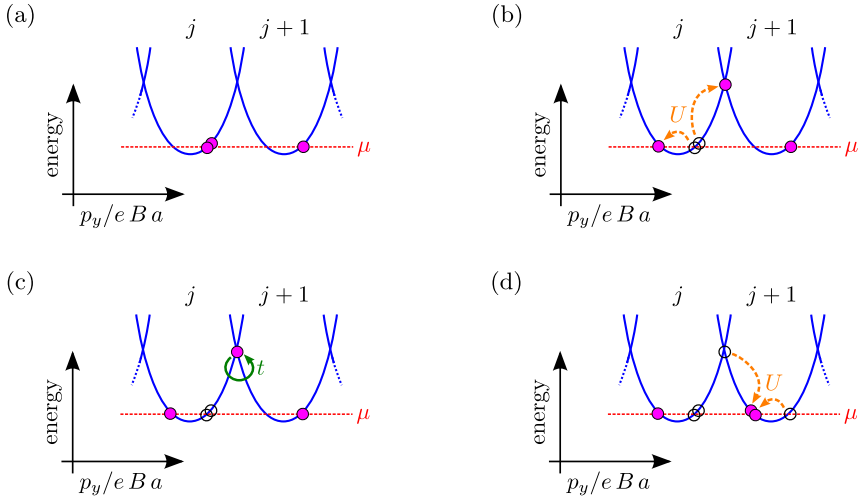 (a)
j
j + 1
energy
μ
p_y/e B a
(b)
j
j + 1
energy
U
μ
p_y/e B a
(c)
j
j + 1
energy
t
μ
p_y/e B a
(d)
j
j + 1
energy
U
μ
p_y/e B a